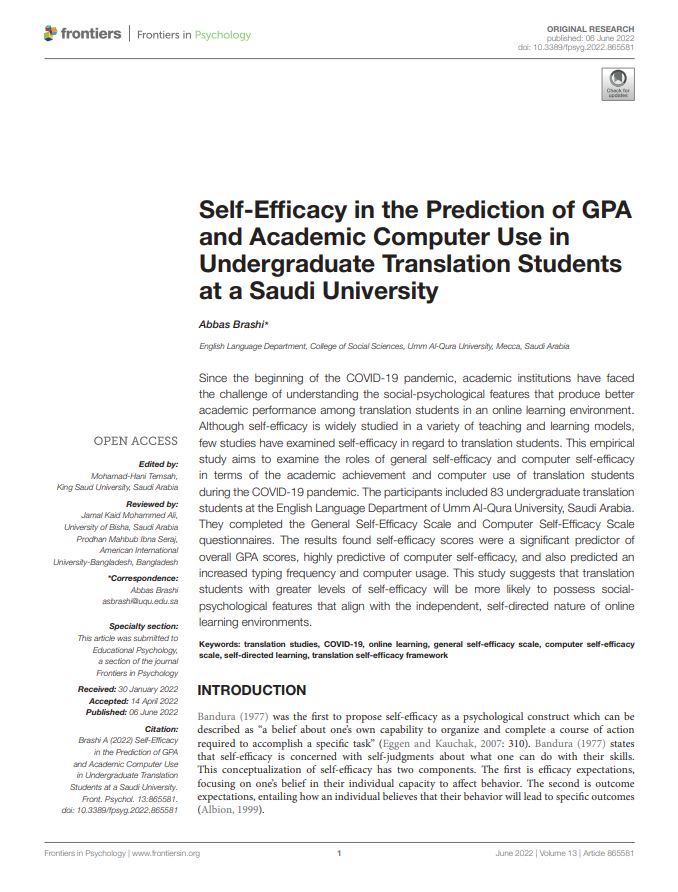 frontiers | Frontiers in Psychology
ORIGINAL RESEARCH
published: 06 June 2022
doi: 10.3389/fpsyg.2022.865581
Check for
updates
Self-Efficacy in the Prediction of GPA
and Academic Computer Use in
Undergraduate Translation Students
at a Saudi University
Abbas Brashi*
English Language Department, College of Social Sciences, Umm Al-Qura University, Mecca, Saudi Arabia
Since the beginning of the COVID-19 pandemic, academic institutions have faced
the challenge of understanding the social-psychological features that produce better
academic performance among translation students in an online learning environment.
Although self-efficacy is widely studied in a variety of teaching and learning models,
few studies have examined self-efficacy in regard to translation students. This empirical
study aims to examine the roles of general self-efficacy and computer self-efficacy
in terms of the academic achievement and computer use of translation students
during the COVID-19 pandemic. The participants included 83 undergraduate translation
students at the English Language Department of Umm Al-Qura University, Saudi Arabia.
They completed the General Self-Efficacy Scale and Computer Self-Efficacy Scale
questionnaires. The results found self-efficacy scores were a significant predictor of
overall GPA scores, highly predictive of computer self-efficacy, and also predicted an
increased typing frequency and computer usage. This study suggests that translation
students with greater levels of self-efficacy will be more likely to possess social-
psychological features that align with the independent, self-directed nature of online
learning environments.
Keywords: translation studies, COVID-19, online learning, general self-efficacy scale, computer self-efficacy
scale, self-directed learning, translation self-efficacy framework
OPEN ACCESS
Edited by:
Mohamad-Hani Temsah,
King Saud University, Saudi Arabia
Reviewed by:
Jamal Kaid Mohammed Ali,
University of Bisha, Saudi Arabia
Prodhan Mahbub Ibna Seraj,
American International
University-Bangladesh, Bangladesh
*Correspondence:
Abbas Brashi
asbrashi@uqu.edu.sa
Specialty section:
This article was submitted to
Educational Psychology,
a section of the journal
Frontiers in Psychology
Received: 30 January 2022
Accepted: 14 April 2022
Published: 06 June 2022
Citation:
Brashi A (2022) Self-Efficacy
in the Prediction of GPA
and Academic Computer Use
in Undergraduate Translation
Students at a Saudi University.
Front. Psychol. 13:865581.
doi: 10.3389/fpsyg.2022.865581
INTRODUCTION
Bandura (1977) was the first to propose self-efficacy as a psychological construct which can be
described as “a belief about one’s own capability to organize and complete a course of action
required to accomplish a specific task” (Eggen and Kauchak, 2007: 310). Bandura (1977) states
that self-efficacy is concerned with self-judgments about what one can do with their skills.
This conceptualization of self-efficacy has two components. The first is efficacy expectations,
focusing on one’s belief in their individual capacity to affect behavior. The second is outcome
expectations, entailing how an individual believes that their behavior will lead to specific outcomes
(Albion, 1999).
Frontiers in Psychology | www.frontiersin.org
1
June 2022 | Volume 13 | Article 865581